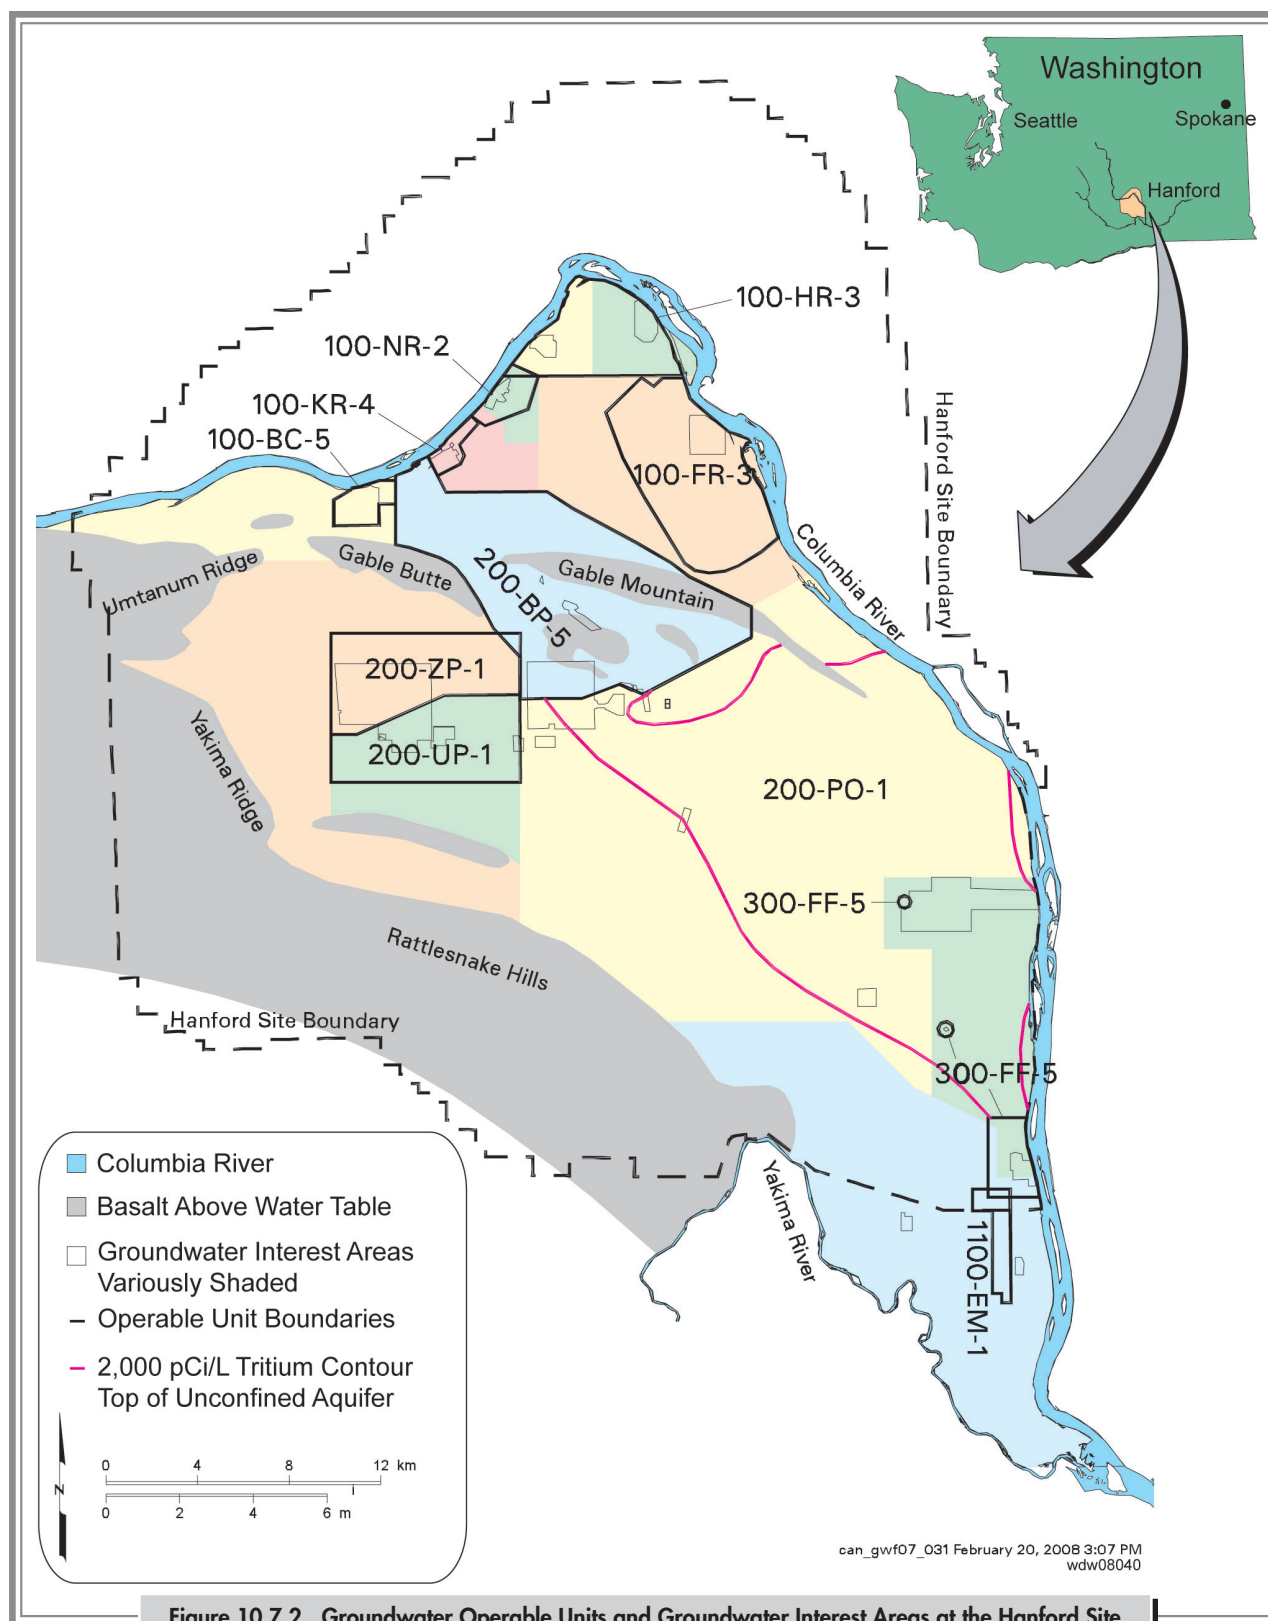 Washington
Seattle
Spokane
Hanford
100-HR-3
100-NR-2
100-KR-4
100-BC-5
100-FR-3
Hanford Site Boundary
Columbia River
Umtanum Ridge
Gable Butte
Gable Mountain
200-BP-5
200-ZP-1
200-UP-1
Yakima Ridge
200-PO-1
300-FF-5
Rattlesnake Hills
Hanford Site Boundary
300-FF-5
Yakima River
1100-EM-1
Columbia River
Basalt Above Water Table
Groundwater Interest Areas
Variously Shaded
Operable Unit Boundaries
2,000 pCi/L Tritium Contour
Top of Unconfined Aquifer
N
0 4 8 12 km
0 2 4 6 m
can_gwf07_031 February 20, 2008 3:07 PM
wdw08040
Figure 10.7.2. Groundwater Operable Units and Groundwater Interest Areas at the Hanford Site